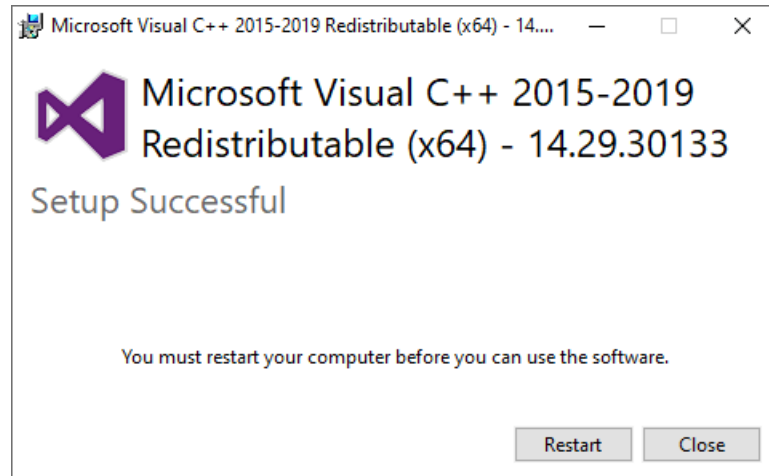 Microsoft Visual C++ 2015-2019 Redistributable (x64) - 14....
Microsoft Visual C++ 2015-2019
Redistributable (x64) - 14.29.30133
Setup Successful
You must restart your computer before you can use the software.
Restart Close